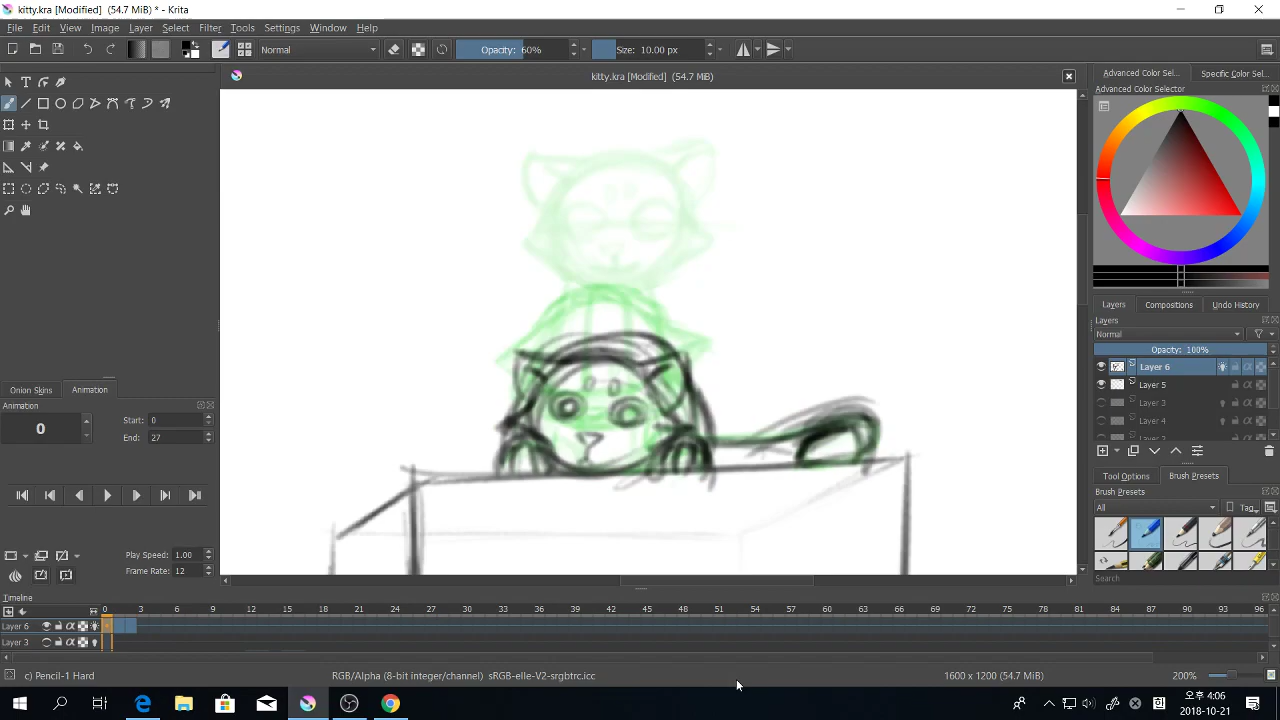 kitty.kra [Modified]  (54.7 MiB) * - Krita
File Edit View Image Layer Select Filter Tools Settings Window Help
Normal Opacity: 60% Size: 10.00 px
kitty.kra [Modified]  (54.7 MiB)
Advanced Color Sel... Specific Color Sel...
Advanced Color Selector
Layers Compositions Undo History
Layers
Normal
Opacity: 100%
Layer 6
Layer 5
Layer 3
Layer 4
Onion Skins Animation
Animation
0
Start: 0
End: 27
Play Speed: 1.00
Frame Rate: 12
Tool Options Brush Presets
Brush Presets
All Tag
Search
Timeline
0 3 6 9 12 15 18 21 24 27 30 33 36 39 42 45 48 51 54 57 60 63 66 69 72 75 78 81 84 87 90 93 96
Layer 6
Layer 3
c) Pencil-1 Hard RGB/Alpha (8-bit integer/channel) sRGB-elle-V2-srgbtrc.icc 1600 x 1200 (54.7 MiB) 200%
오후 4:06
2018-10-21